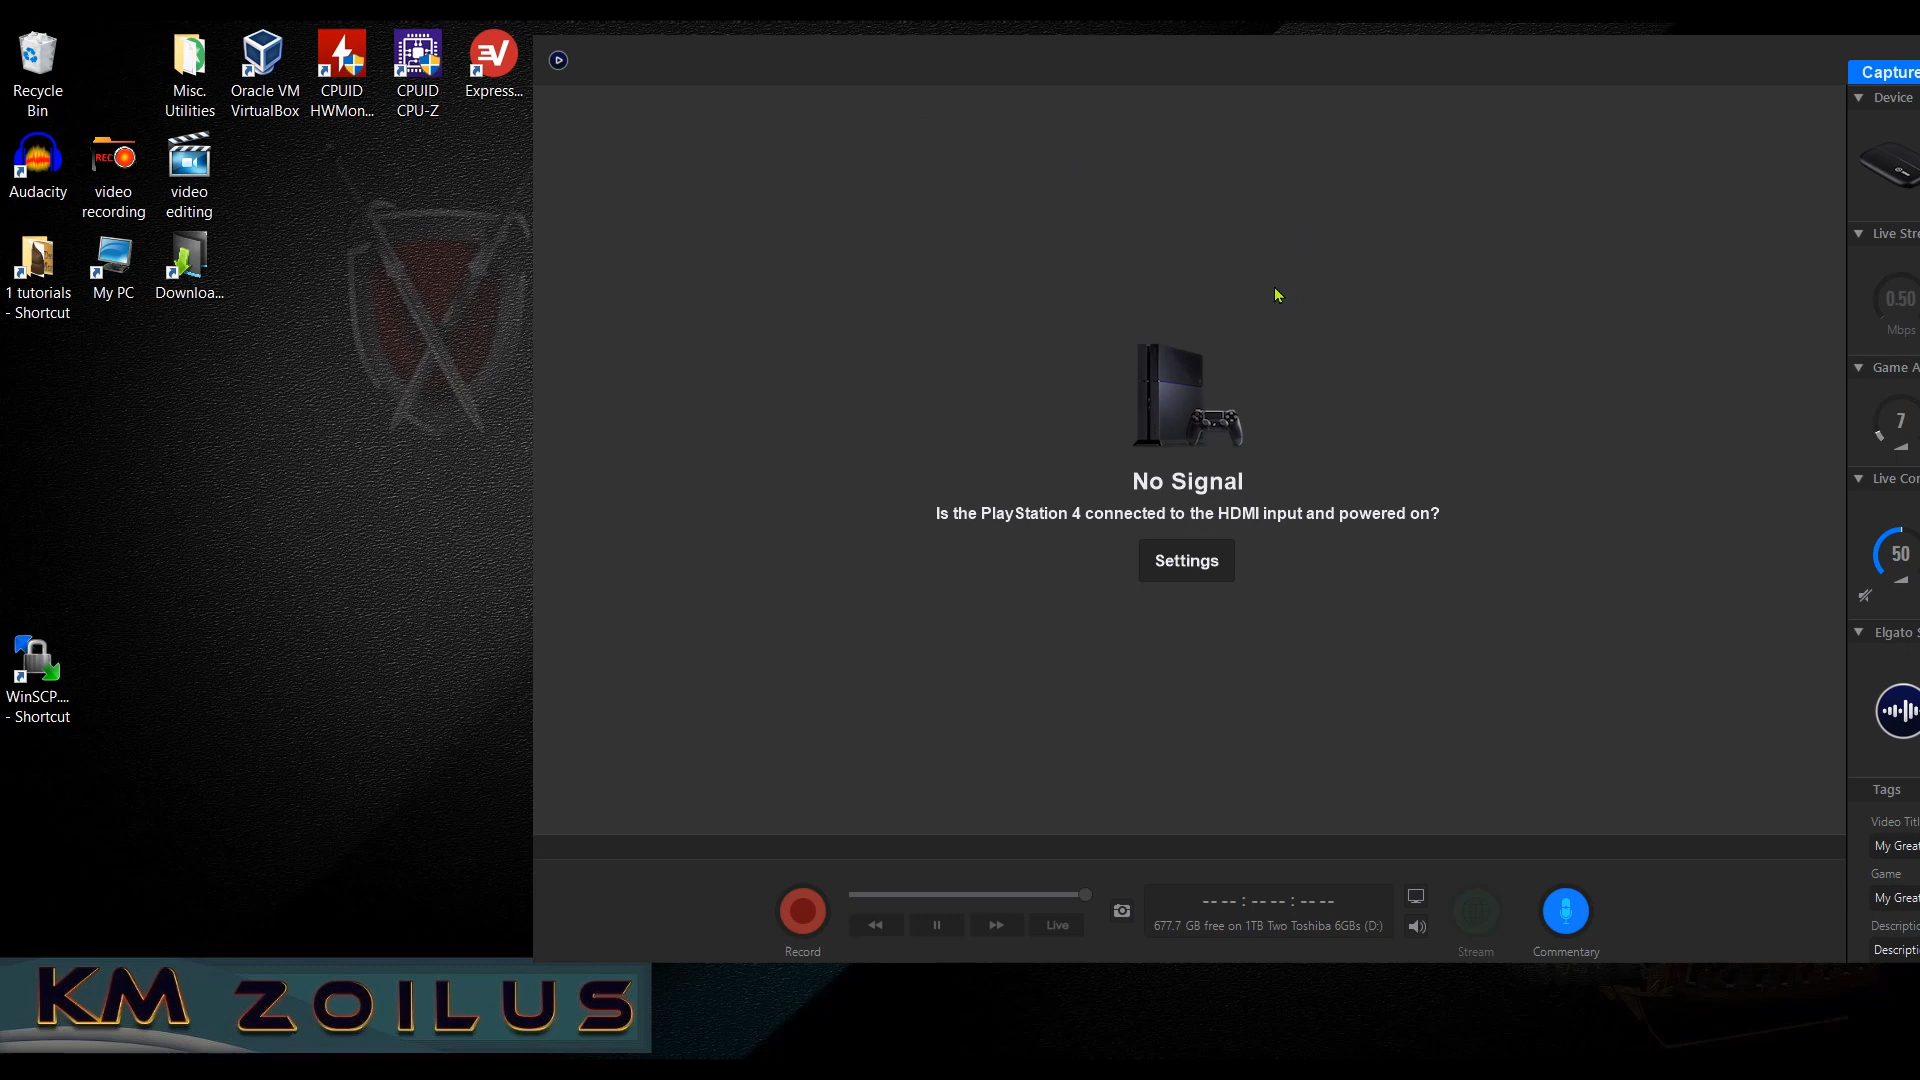 Recycle
Bin
Misc.
Utilities
Oracle VM
VirtualBox
CPUID
HWMon...
CPUID
CPU-Z
Express...
REC
Audacity
video
recording
video
editing
1 tutorials
- Shortcut
My PC
Downloa...
WinSCP....
- Shortcut
No Signal
Is the PlayStation 4 connected to the HDMI input and powered on?
Settings
Record
Live
-- -- : -- -- : -- --
677.7 GB free on 1TB Two Toshiba 6GBs (D:)
Stream
Commentary
Capture
Device
Live Stre
0.50
Mbps
Game A
7
Live Com
50
Elgato S
Tags
Video Titl
My Great
Game
My Great
Descriptio
Descripti
KM ZOILUS